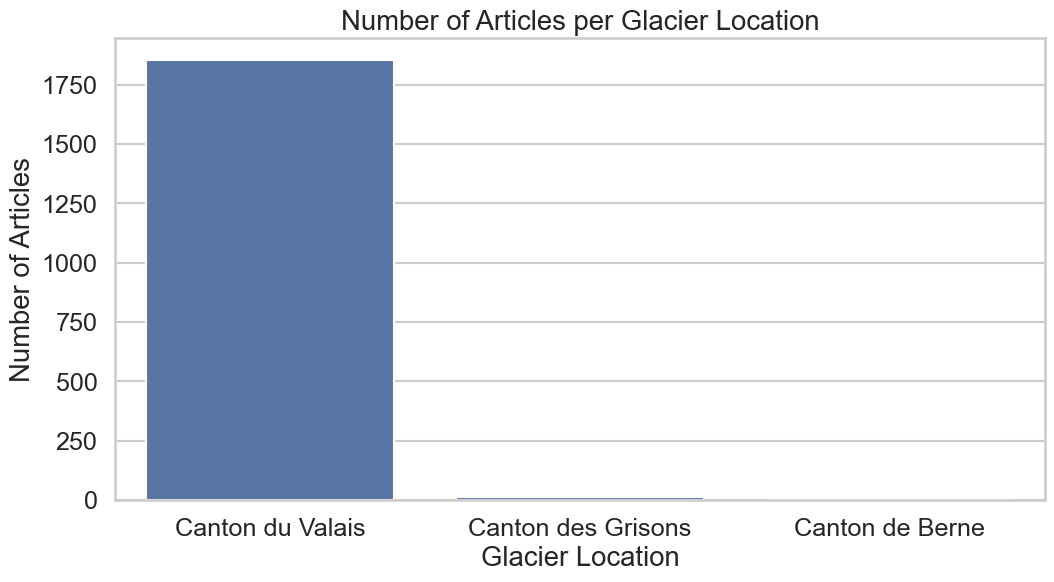 Number of Articles per Glacier Location
Number of Articles
1750
1500
1250
1000
750
500
250
0
Canton du Valais
Canton des Grisons
Canton de Berne
Glacier Location